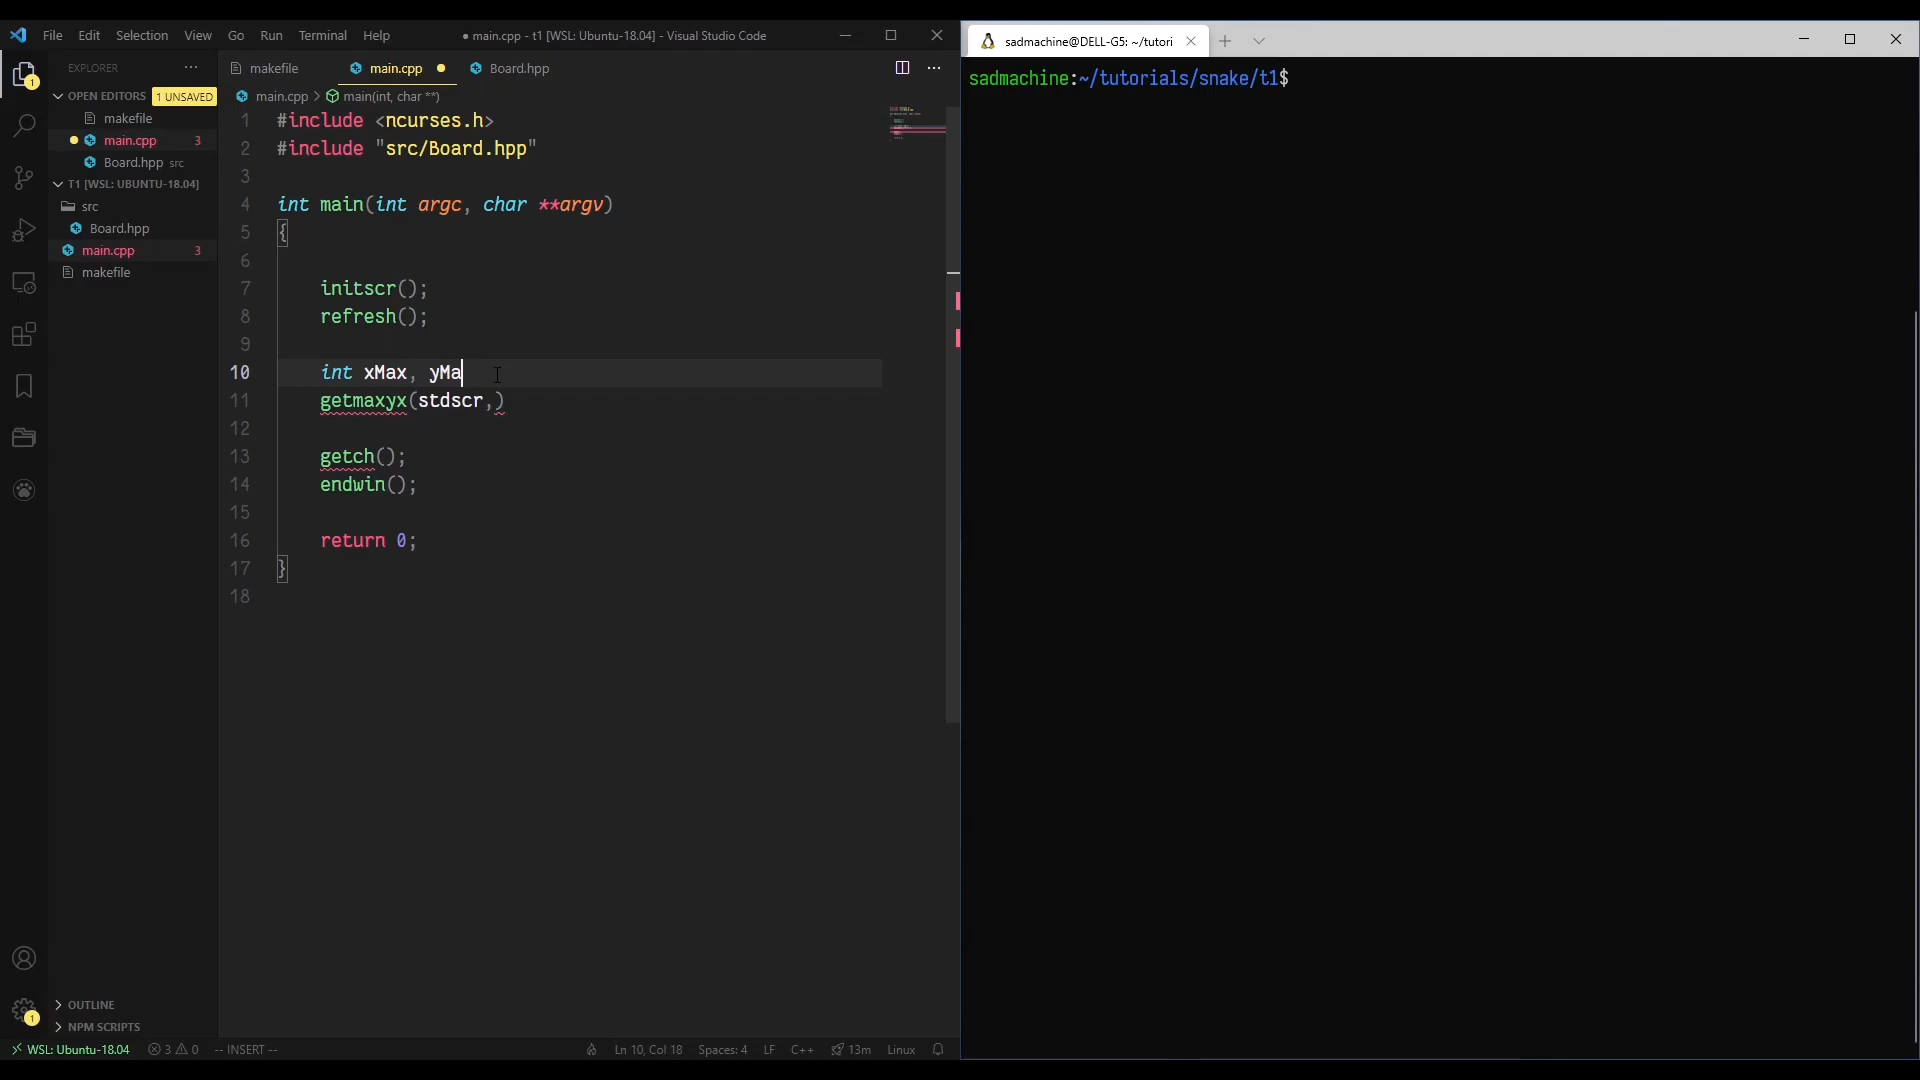 File Edit Selection View Go Run Terminal Help
● main.cpp - t1 [WSL: Ubuntu-18.04] - Visual Studio Code
sadmachine@DELL-G5: ~/tutori
EXPLORER
OPEN EDITORS 1 UNSAVED
makefile
main.cpp 3
Board.hpp src
T1 [WSL: UBUNTU-18.04]
src
Board.hpp
main.cpp 3
makefile
OUTLINE
NPM SCRIPTS
1
1
makefile main.cpp Board.hpp
main.cpp > main(int, char **)
1 #include <ncurses.h>
2 #include "src/Board.hpp"
3
4 int main(int argc, char **argv)
5 {
6
7 initscr();
8 refresh();
9
10 int xMax, yMa
11 getmaxyx(stdscr,)
12
13 getch();
14 endwin();
15
16 return 0;
17 }
18
WSL: Ubuntu-18.04 3 0 -- INSERT -- Ln 10, Col 18 Spaces: 4 LF C++ 13m Linux
sadmachine:~/tutorials/snake/t1$